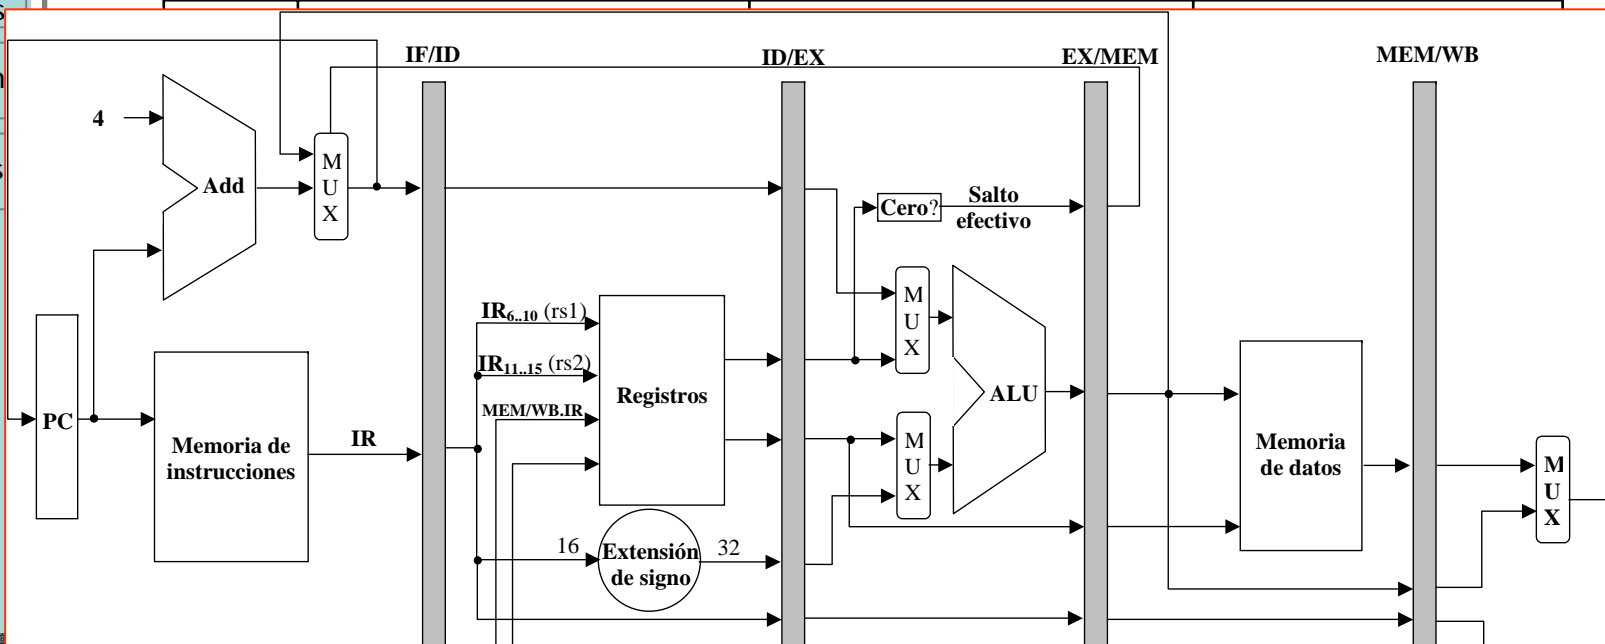 IF/ID
ID/EX
EX/MEM
MEM/WB
4
Add
M
U
X
Cero?
Salto
efectivo
IR6..10 (rs1)
IR11..15 (rs2)
MEM/WB.IR
Registros
M
U
X
ALU
M
U
X
PC
Memoria de
instrucciones
IR
16
Extensión
de signo
32
Memoria
de datos
M
U
X